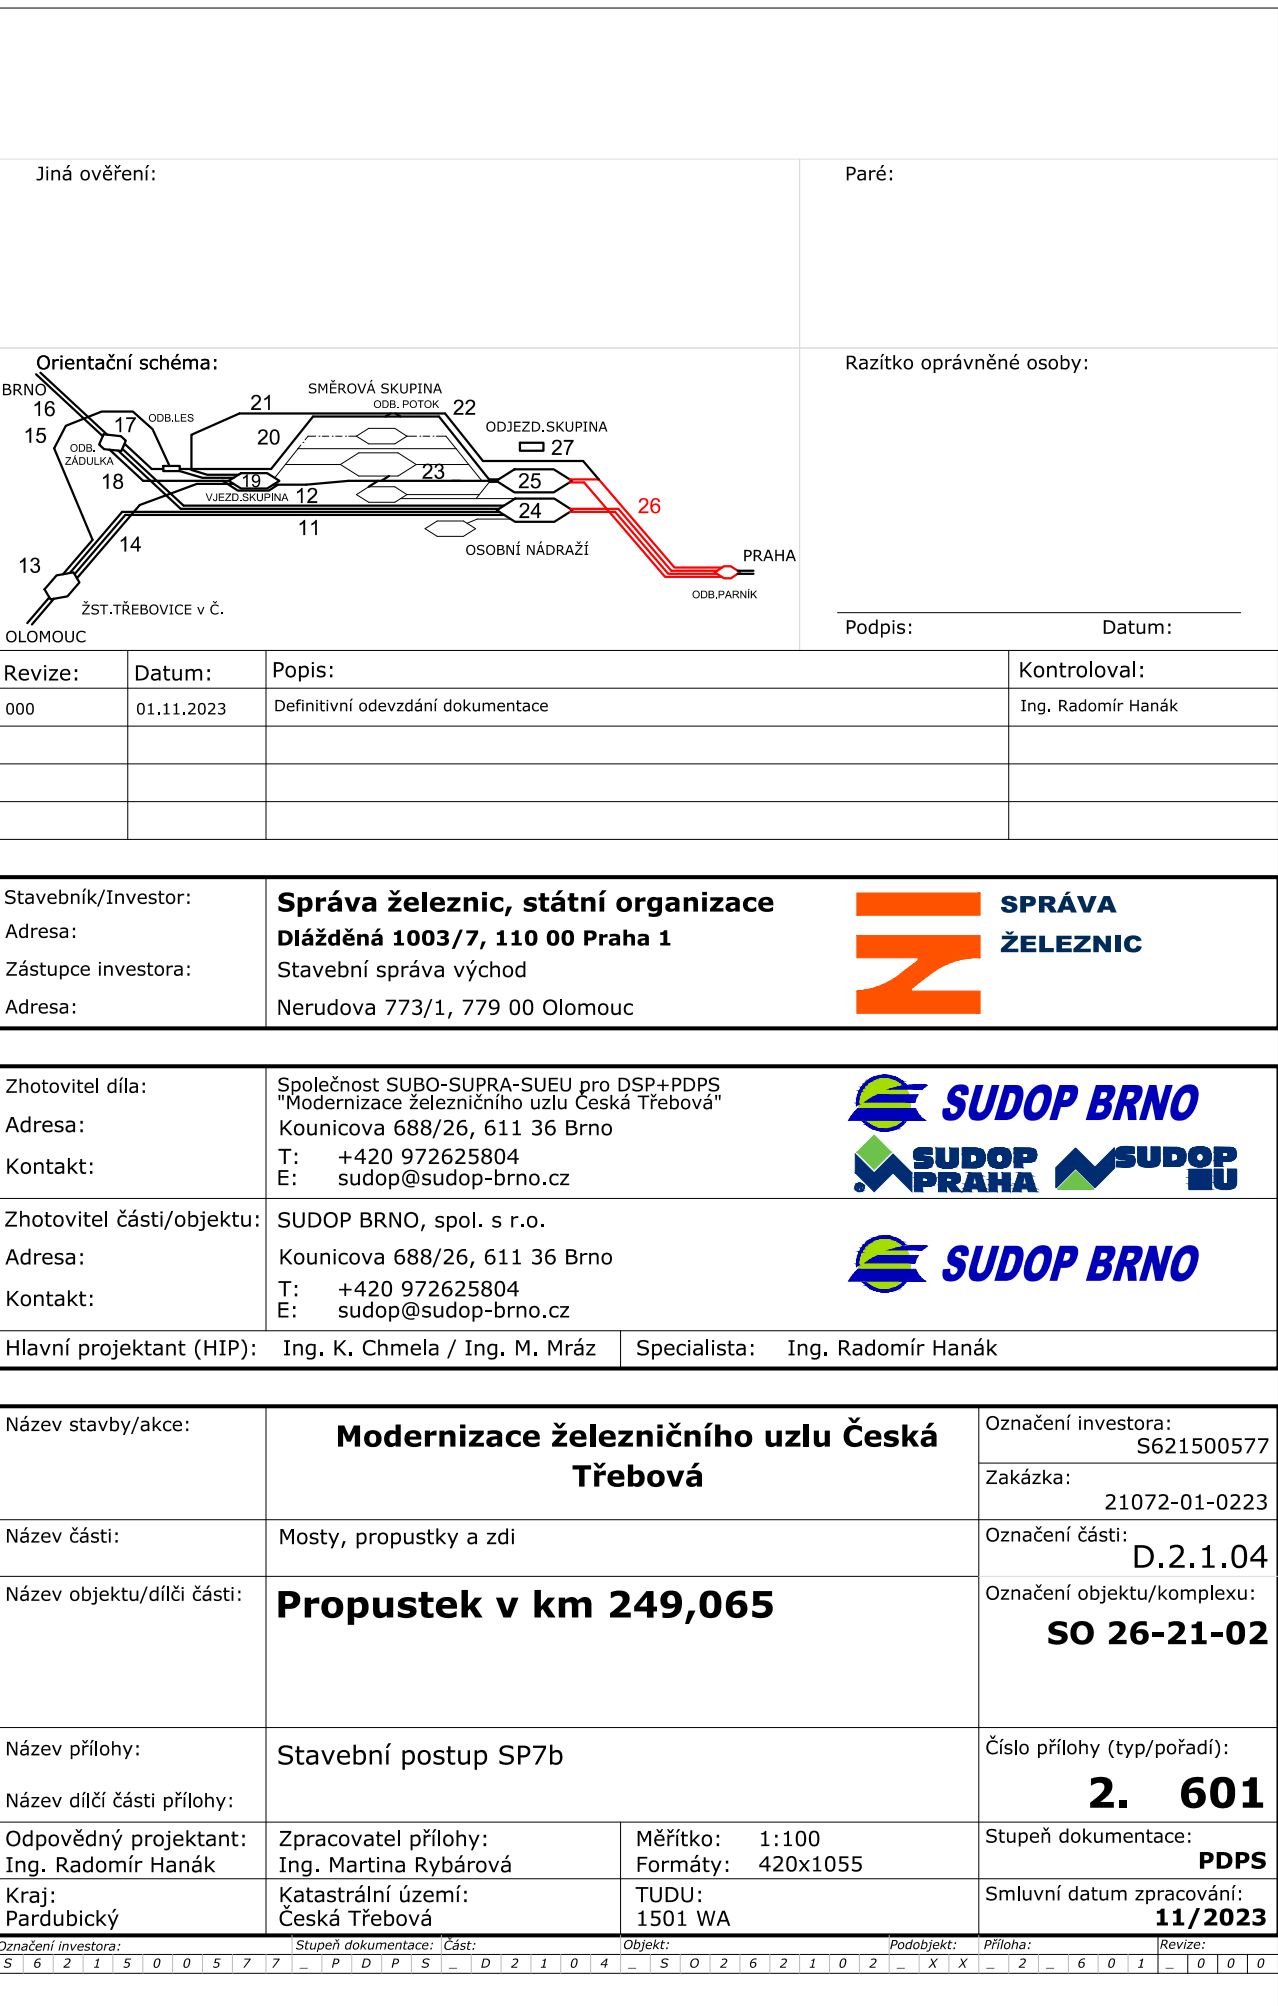 Jiná ověření:
Paré:
Orientační schéma:
Razítko oprávněné osoby:
BRNO
16
15
17
ODB.LES
21
SMĚROVÁ SKUPINA
ODB. POTOK
22
ODJEZD.SKUPINA
27
20
ODB.
ZÁDULKA
18
19
VJEZD.SKUPINA
12
23
25
24
26
11
14
OSOBNÍ NÁDRAŽÍ
PRAHA
13
ODB.PARNÍK
ŽST.TŘEBOVICE v Č.
OLOMOUC
Podpis: Datum:
Revize: Datum: Popis: Kontroloval:
000 01.11.2023 Definitivní odevzdání dokumentace Ing. Radomír Hanák
Stavebník/Investor: Správa železnic, státní organizace
Adresa: Dlážděná 1003/7, 110 00 Praha 1
Zástupce investora: Stavební správa východ
Adresa: Nerudova 773/1, 779 00 Olomouc
SPRÁVA
ŽELEZNIC
Zhotovitel díla: Společnost SUBO-SUPRA-SUEU pro DSP+PDPS
"Modernizace železničního uzlu Česká Třebová"
Adresa: Kounicova 688/26, 611 36 Brno
Kontakt: T: +420 972625804
E: sudop@sudop-brno.cz
SUDOP BRNO
SUDOP
PRAHA
SUDOP
EU
Zhotovitel části/objektu: SUDOP BRNO, spol. s r.o.
Adresa: Kounicova 688/26, 611 36 Brno
Kontakt: T: +420 972625804
E: sudop@sudop-brno.cz
SUDOP BRNO
Hlavní projektant (HIP): Ing. K. Chmela / Ing. M. Mráz Specialista: Ing. Radomír Hanák
Název stavby/akce: Modernizace železničního uzlu Česká
Třebová
Označení investora:
S621500577
Zakázka:
21072-01-0223
Název části: Mosty, propustky a zdi
Označení části:
D.2.1.04
Název objektu/dílči části: Propustek v km 249,065
Označení objektu/komplexu:
SO 26-21-02
Název přílohy: Stavební postup SP7b
Název dílčí části přílohy:
Číslo přílohy (typ/pořadí):
2. 601
Odpovědný projektant: Zpracovatel přílohy: Měřítko: 1:100 Stupeň dokumentace:
Ing. Radomír Hanák Ing. Martina Rybárová Formáty: 420x1055 PDPS
Kraj: Katastrální území: TUDU: Smluvní datum zpracování:
Pardubický Česká Třebová 1501 WA 11/2023
Označení investora: Stupeň dokumentace: Část: Objekt: Podobjekt: Příloha: Revize:
S 6 2 1 5 0 0 5 7 7 _ P D P S _ D 2 1 0 4 _ S O 2 6 2 1 0 2 _ X X _ 2 _ 6 0 1 _ 0 0 0